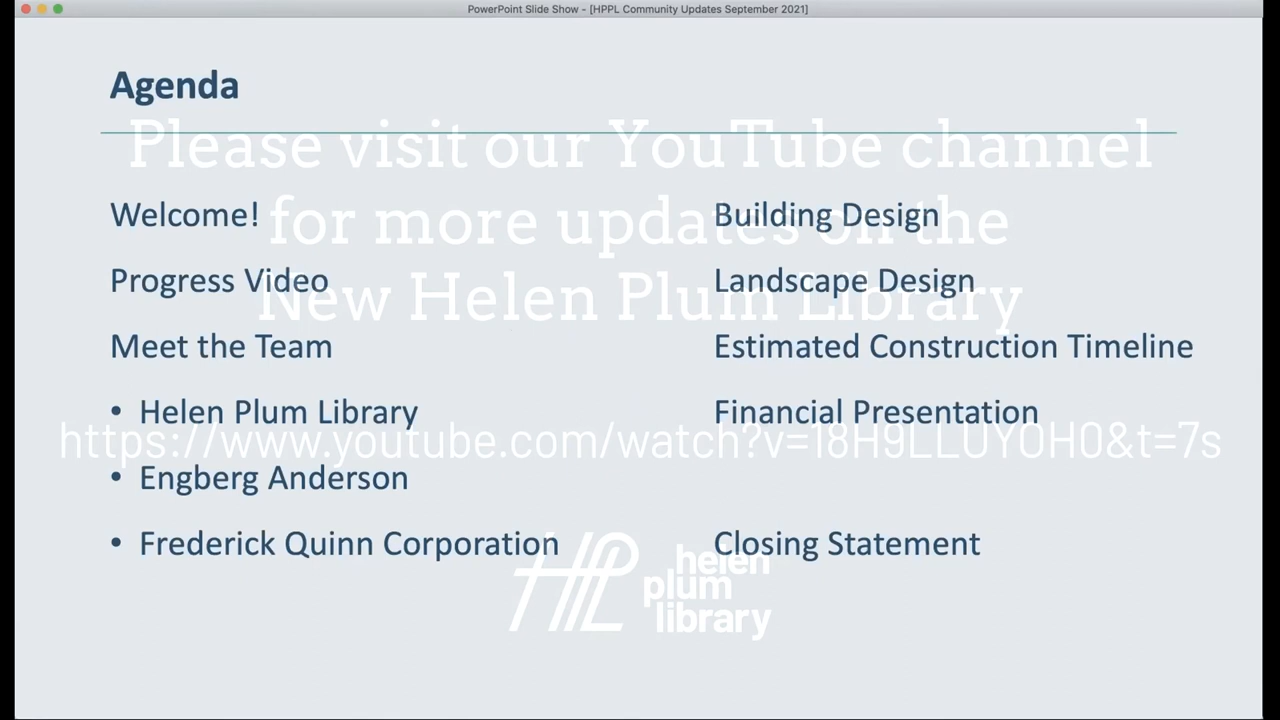 PowerPoint Slide Show - [HPPL Community Updates September 2021]
Agenda
Please visit our YouTube channel
for more updates on the
New Helen Plum Library
Welcome!
Progress Video
Meet the Team
• Helen Plum Library
• Engberg Anderson
• Frederick Quinn Corporation
Building Design
Landscape Design
Estimated Construction Timeline
Financial Presentation
Closing Statement
https://www.youtube.com/watch?v=18H9LLUYOH0&t=7s
HPL
helen
plum
library